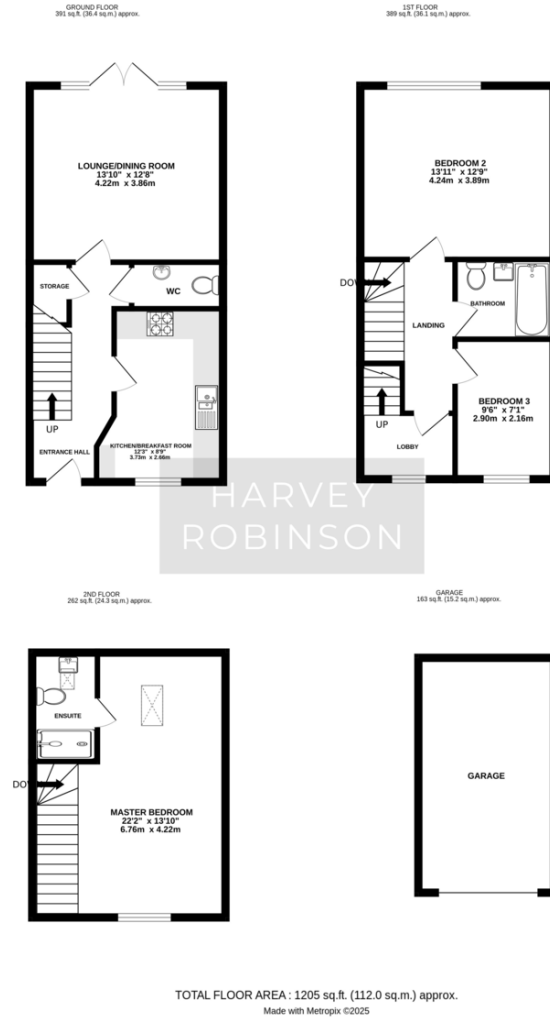 GROUND FLOOR
391 sq.ft. (36.4 sq.m.) approx.
1ST FLOOR
389 sq.ft. (36.1 sq.m.) approx.
LOUNGE/DINING ROOM
13'10" x 12'8"
4.22m x 3.86m
STORAGE
WC
UP
ENTRANCE HALL
KITCHEN/BREAKFAST ROOM
12'3" x 8'9"
3.73m x 2.66m
BEDROOM 2
13'11" x 12'9"
4.24m x 3.89m
DO
BATHROOM
LANDING
BEDROOM 3
9'6" x 7'1"
2.90m x 2.16m
UP
LOBBY
HARVEY
ROBINSON
2ND FLOOR
262 sq.ft. (24.3 sq.m.) approx.
GARAGE
163 sq.ft. (15.2 sq.m.) approx.
ENSUITE
DO
MASTER BEDROOM
22'2" x 13'10"
6.76m x 4.22m
GARAGE
TOTAL FLOOR AREA : 1205 sq.ft. (112.0 sq.m.) approx.
Made with Metropix ©2025